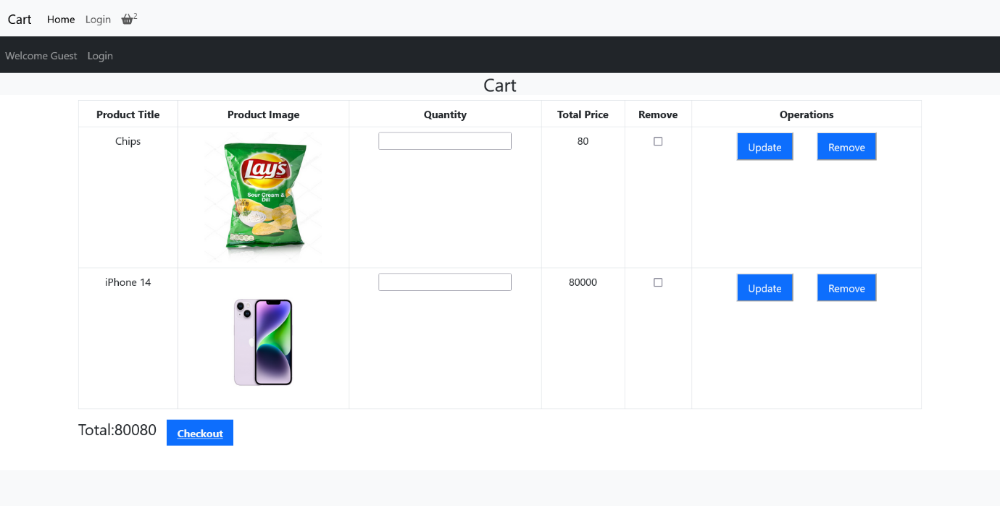 Cart Home Login 2
Welcome Guest Login
Cart
Product Title Product Image Quantity Total Price Remove Operations
Chips 80 Update Remove
Lay's
Sour Cream &
Dill
iPhone 14 80000 Update Remove
Total:80080 Checkout